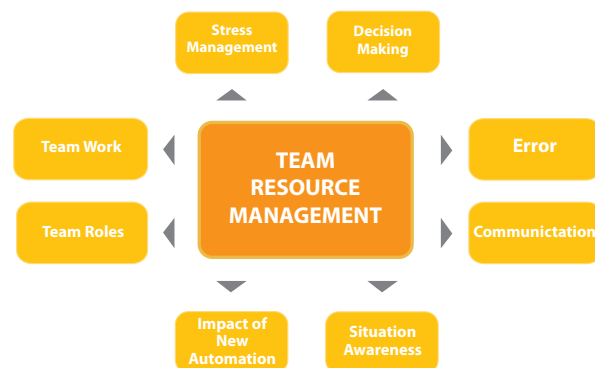 Stress
Management
Decision
Making
Team Work
TEAM
RESOURCE
MANAGEMENT
Error
Team Roles
Communictation
Impact of
New
Automation
Situation
Awareness